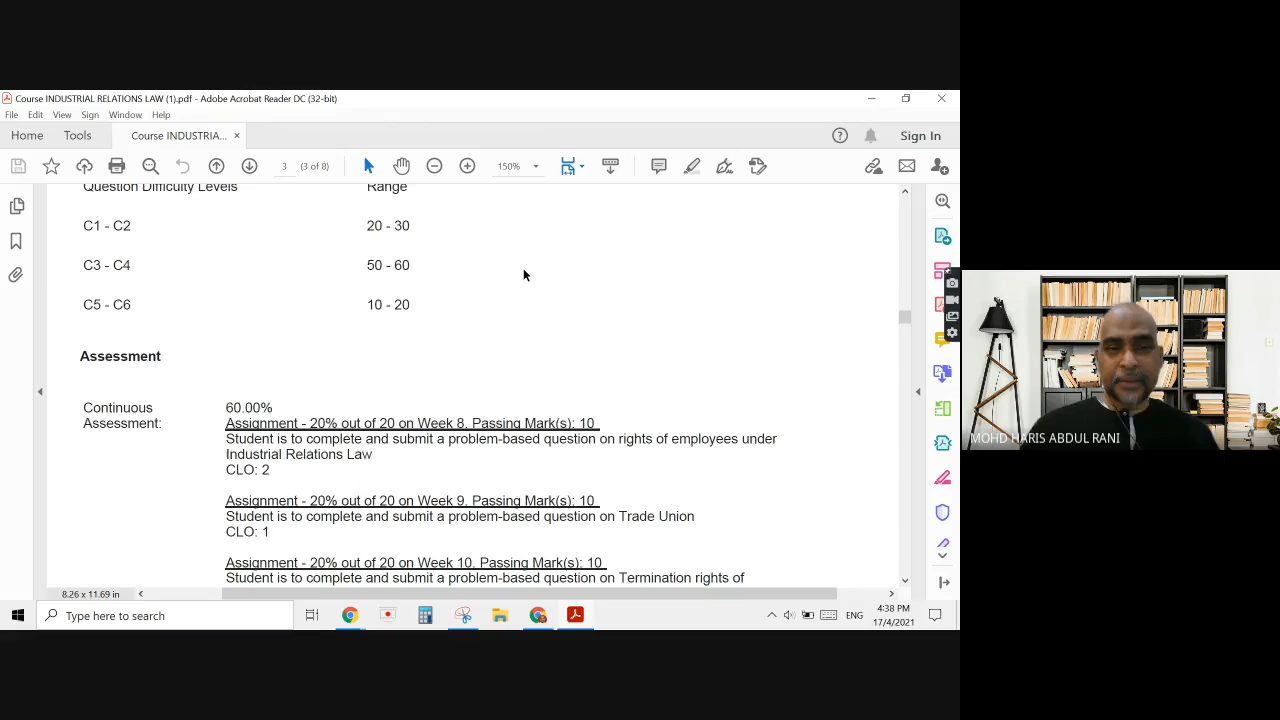 Course INDUSTRIAL RELATIONS LAW (1).pdf - Adobe Acrobat Reader DC (32-bit)
File Edit View Sign Window Help
Home Tools Course INDUSTRIA... × Sign In
3 (3 of 8) 150%
Question Difficulty Levels Range
C1 - C2 20 - 30
C3 - C4 50 - 60
C5 - C6 10 - 20
Assessment
Continuous Assessment: 60.00%
Assignment - 20% out of 20 on Week 8. Passing Mark(s): 10
Student is to complete and submit a problem-based question on rights of employees under
Industrial Relations Law
CLO: 2
Assignment - 20% out of 20 on Week 9. Passing Mark(s): 10
Student is to complete and submit a problem-based question on Trade Union
CLO: 1
Assignment - 20% out of 20 on Week 10. Passing Mark(s): 10
Student is to complete and submit a problem-based question on Termination rights of
8.26 x 11.69 in
Type here to search
ENG
4:38 PM
17/4/2021
MOHD HARIS ABDUL RANI